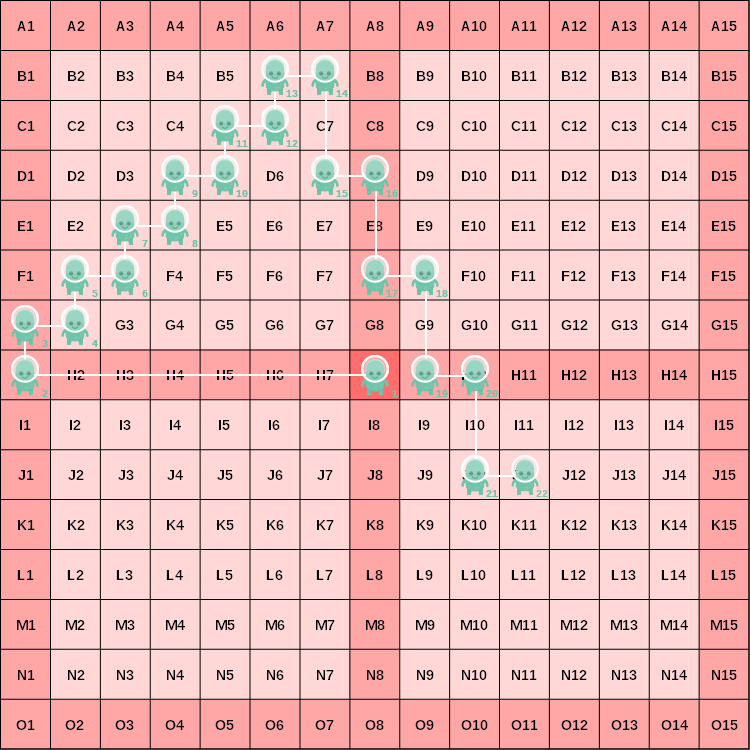 A1 A2 A3 A4 A5 A6 A7 A8 A9 A10 A11 A12 A13 A14 A15
B1 B2 B3 B4 B5 B8 B9 B10 B11 B12 B13 B14 B15
13 14
C1 C2 C3 C4 C7 C8 C9 C10 C11 C12 C13 C14 C15
11 12
D1 D2 D3 D6 D9 D10 D11 D12 D13 D14 D15
9 10 15 16
E1 E2 E5 E6 E7 E8 E9 E10 E11 E12 E13 E14 E15
7 8
F1 F4 F5 F6 F7 F10 F11 F12 F13 F14 F15
5 6 17 18
G3 G4 G5 G6 G7 G8 G9 G10 G11 G12 G13 G14 G15
3 4
H2 H3 H4 H5 H6 H7 H11 H12 H13 H14 H15
2 1 19 20
I1 I2 I3 I4 I5 I6 I7 I8 I9 I10 I11 I12 I13 I14 I15
J1 J2 J3 J4 J5 J6 J7 J8 J9 J12 J13 J14 J15
21 22
K1 K2 K3 K4 K5 K6 K7 K8 K9 K10 K11 K12 K13 K14 K15
L1 L2 L3 L4 L5 L6 L7 L8 L9 L10 L11 L12 L13 L14 L15
M1 M2 M3 M4 M5 M6 M7 M8 M9 M10 M11 M12 M13 M14 M15
N1 N2 N3 N4 N5 N6 N7 N8 N9 N10 N11 N12 N13 N14 N15
O1 O2 O3 O4 O5 O6 O7 O8 O9 O10 O11 O12 O13 O14 O15